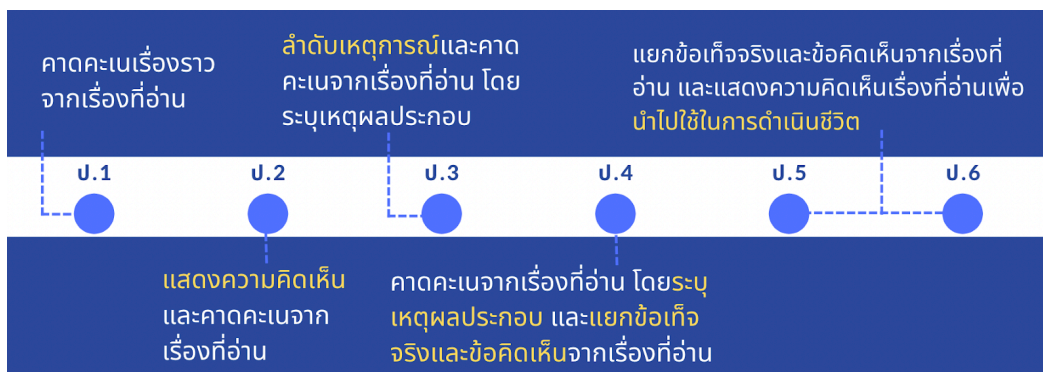 คาดคะเนเรื่องราว
จากเรื่องที่อ่าน
ลำดับเหตุการณ์และคาด
คะเนจากเรื่องที่อ่าน โดย
ระบุเหตุผลประกอบ
แยกข้อเท็จจริงและข้อคิดเห็นจากเรื่องที่
อ่าน และแสดงความคิดเห็นเรื่องที่อ่านเพื่อ
นำไปใช้ในการดำเนินชีวิต
ป.1
ป.2
ป.3
ป.4
ป.5
ป.6
แสดงความคิดเห็น
และคาดคะเนจาก
เรื่องที่อ่าน
คาดคะเนจากเรื่องที่อ่าน โดยระบุ
เหตุผลประกอบ และแยกข้อเท็จ
จริงและข้อคิดเห็นจากเรื่องที่อ่าน